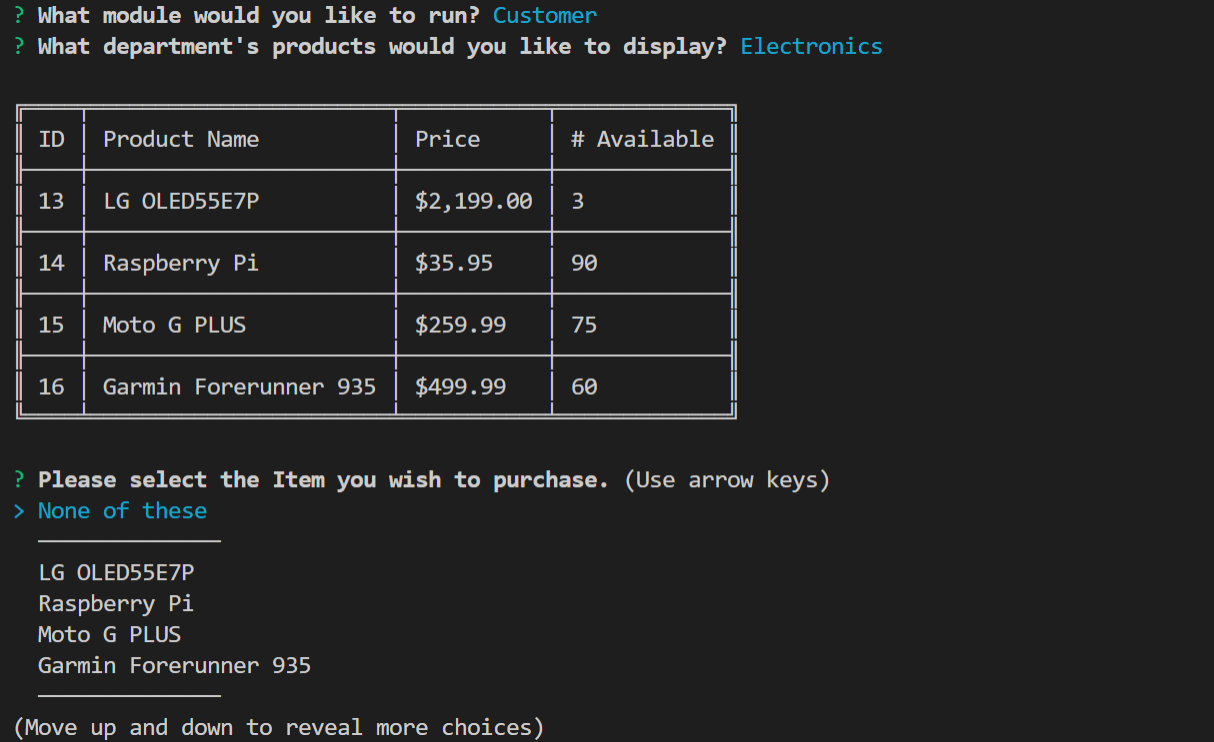 ? What module would you like to run? Customer
? What department's products would you like to display? Electronics
ID Product Name Price # Available
13 LG OLED55E7P $2,199.00 3
14 Raspberry Pi $35.95 90
15 Moto G PLUS $259.99 75
16 Garmin Forerunner 935 $499.99 60
? Please select the Item you wish to purchase. (Use arrow keys)
> None of these
LG OLED55E7P
Raspberry Pi
Moto G PLUS
Garmin Forerunner 935
(Move up and down to reveal more choices)